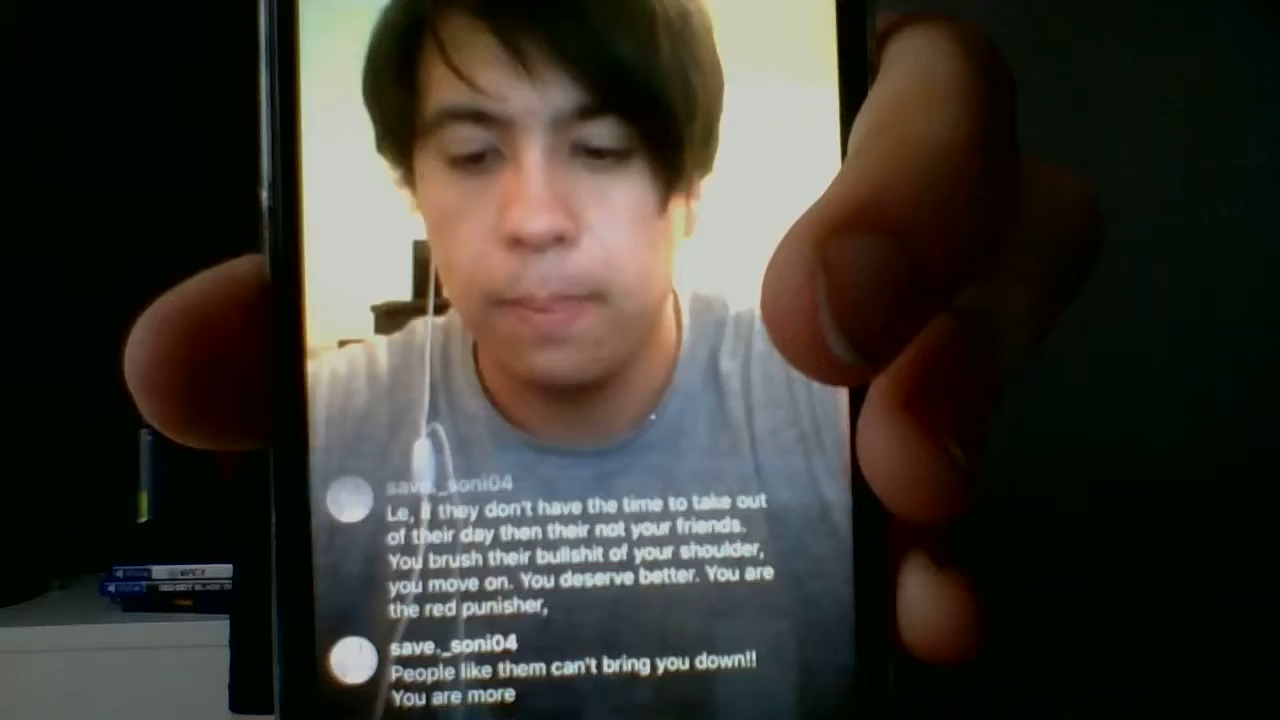 save._soni04
Le, if they don't have the time to take out
of their day then their not your friends.
You brush their bullshit of your shoulder,
you move on. You deserve better. You are
the red punisher,
save._soni04
People like them can't bring you down!!
You are more